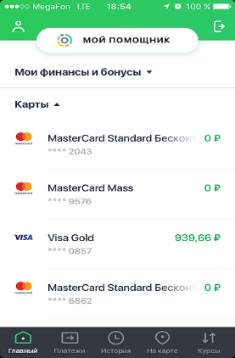 MegaFon LTE 18:54 100 %
МОЙ ПОМОЩНИК
Мои финансы и бонусы
Карты
MasterCard Standard Бесконт 0 ₽
**** 2043
MasterCard Mass 0 ₽
**** 9576
VISA Visa Gold 939,66 ₽
**** 0857
MasterCard Standard Бесконт 0 ₽
**** 6862
Главный Платежи История На карте Курсы